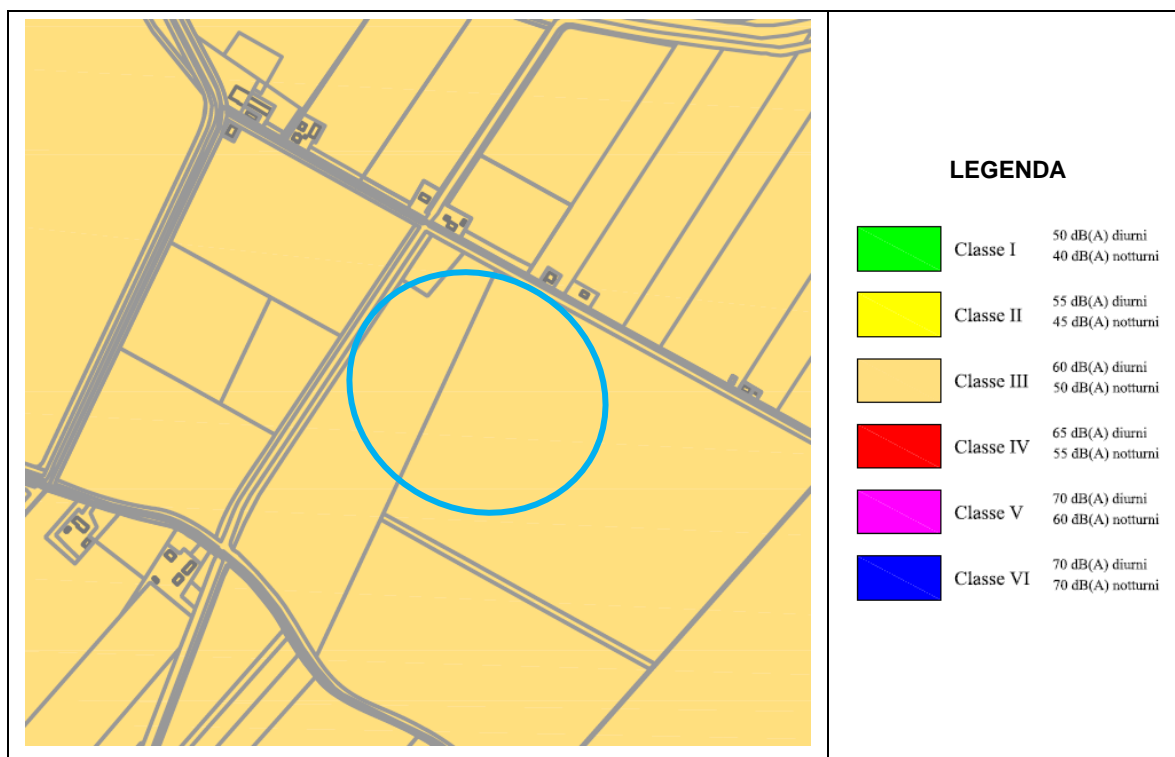 LEGENDA
Classe I
50 dB(A) diurni
40 dB(A) notturni
Classe II
55 dB(A) diurni
45 dB(A) notturni
Classe III
60 dB(A) diurni
50 dB(A) notturni
Classe IV
65 dB(A) diurni
55 dB(A) notturni
Classe V
70 dB(A) diurni
60 dB(A) notturni
Classe VI
70 dB(A) diurni
70 dB(A) notturni